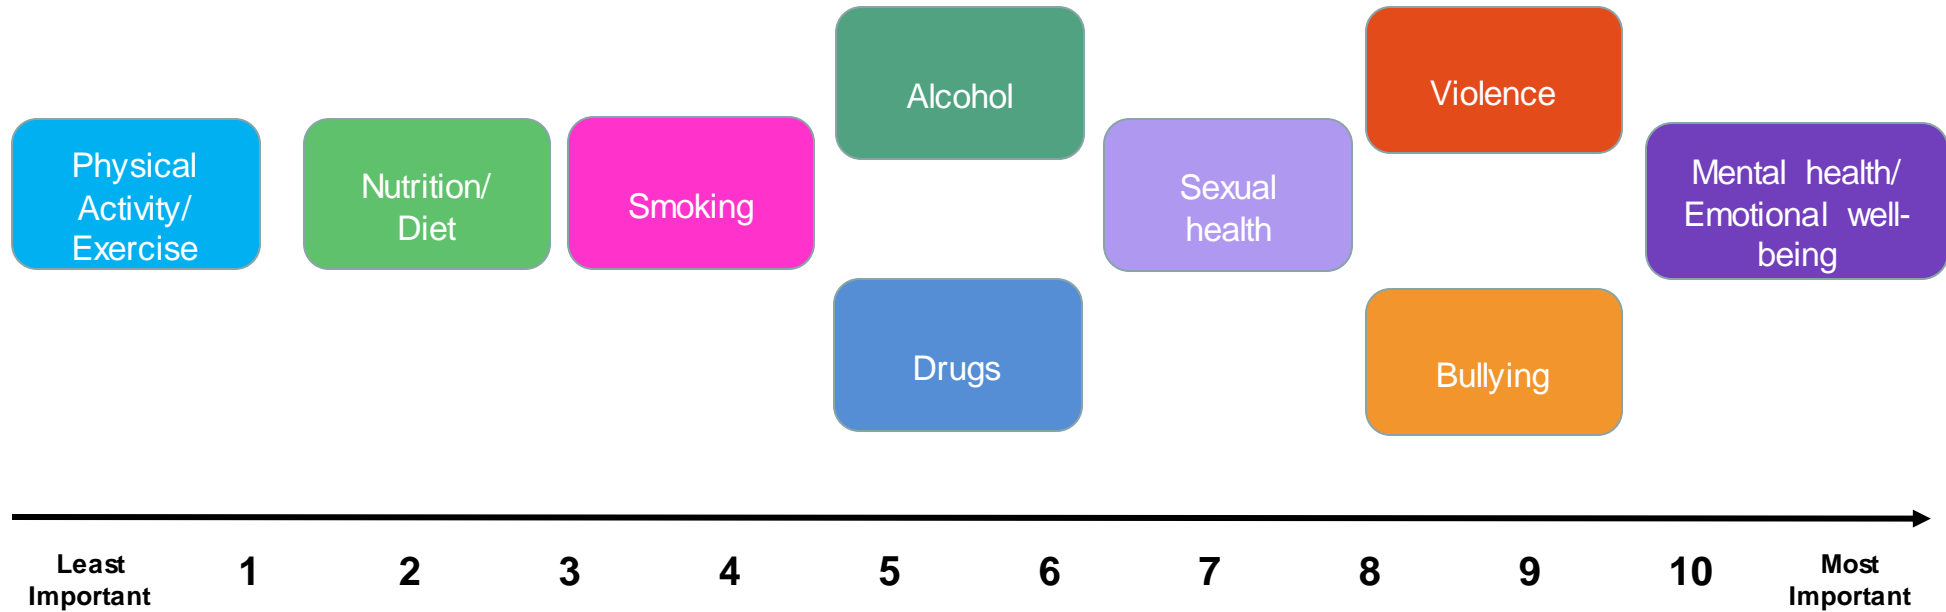 Physical
Activity/
Exercise
Nutrition/
Diet
Smoking
Alcohol
Drugs
Sexual
health
Violence
Bullying
Mental health/
Emotional well-
being
Least
Important
1
2
3
4
5
6
7
8
9
10
Most
Important